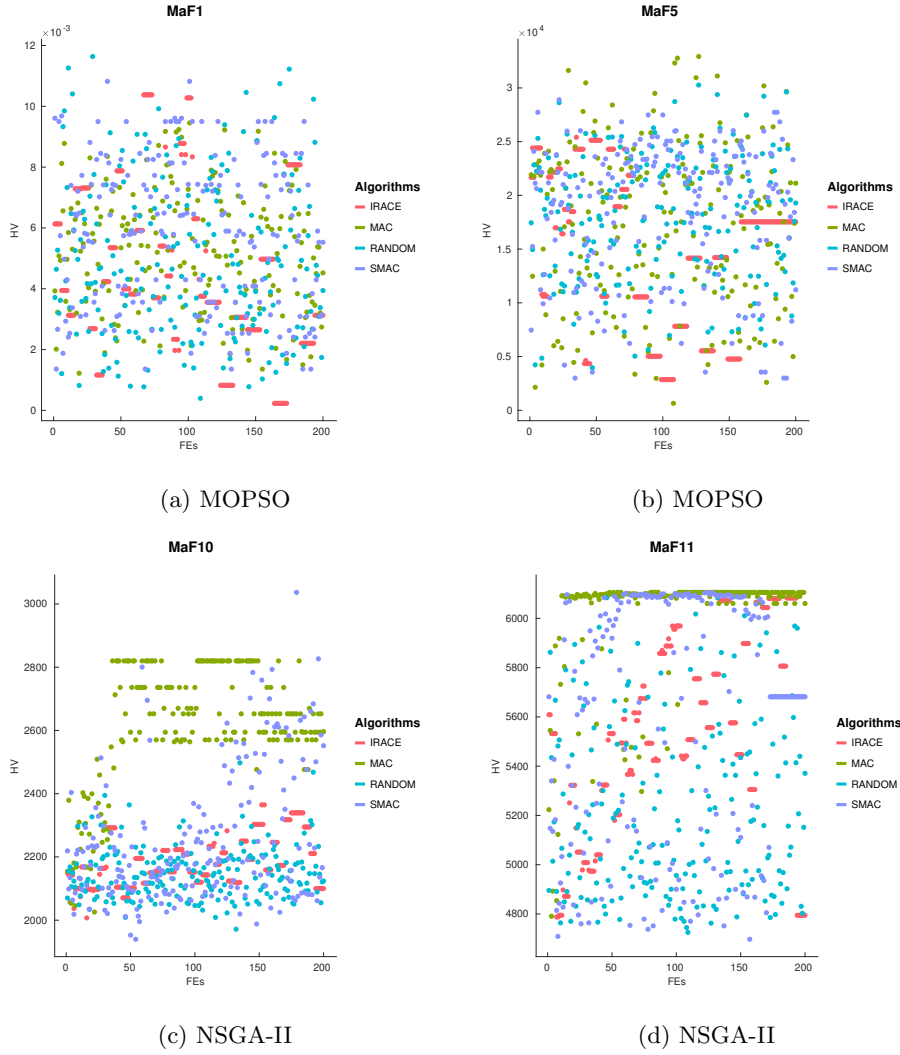 MaF1
× 10 -3
12
10
8
6
4
2
0
HV
0 50 100 150 200
FEs
Algorithms
IRACE
MAC
RANDOM
SMAC
(a) MOPSO
MaF5
× 10 4
3
2.5
2
1.5
1
0.5
0
HV
0 50 100 150 200
FEs
Algorithms
IRACE
MAC
RANDOM
SMAC
(b) MOPSO
MaF10
3000
2800
2600
2400
2200
2000
HV
0 50 100 150 200
FEs
Algorithms
IRACE
MAC
RANDOM
SMAC
(c) NSGA-II
MaF11
6000
5800
5600
5400
5200
5000
4800
HV
0 50 100 150 200
FEs
Algorithms
IRACE
MAC
RANDOM
SMAC
(d) NSGA-II